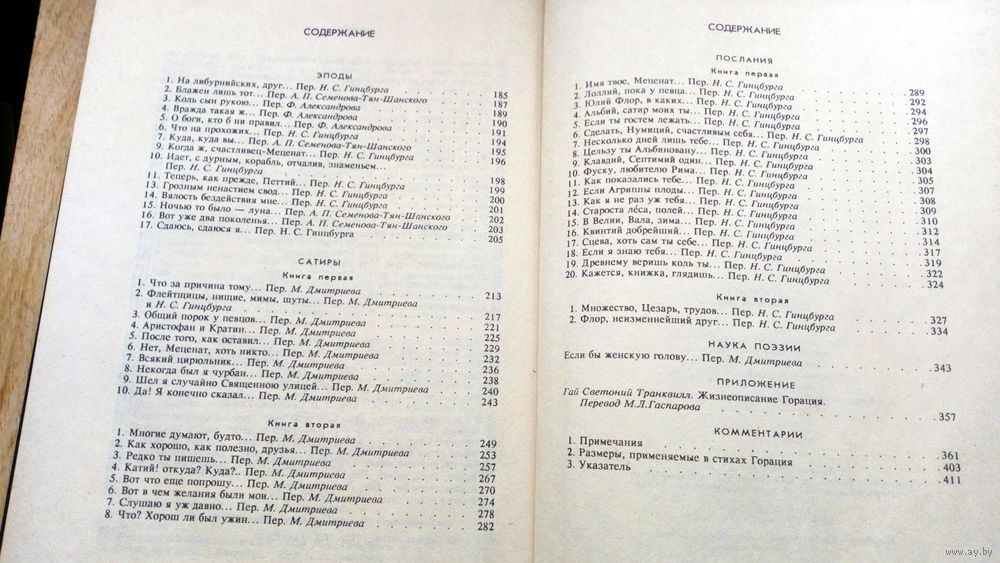 СОДЕРЖАНИЕ
ЭПОДЫ
1. На либурнийских, друг... Пер. Н. С. Гинцбурга 185
2. Блажен лишь тот... Пер. А. П. Семенова-Тян-Шанского 187
3. Коль сын рукою... Пер. Ф. Александрова 189
4. Вражда такая ж... Пер. Ф. Александрова 190
5. О боги, кто б ни правил... Пер. Ф. Александрова 191
6. Что на прохожих... Пер. Н. С. Гинцбурга 194
7. Куда, куда вы... Пер. А. П. Семенова-Тян-Шанского 195
9. Когда ж, счастливец-Меценат... Пер. Н. С. Гинцбурга 196
10. Идет, с дурным, корабль, отчалив, знаменьем...
Пер. Н. С. Гинцбурга 198
11. Теперь, как прежде, Петтий... Пер. Н. С. Гинцбурга 199
13. Грозным ненастием свод... Пер. Н. С. Гинцбурга 200
14. Вялость бездействия мне... Пер. Н. С. Гинцбурга 201
15. Ночью то было — луна... Пер. А. П. Семенова-Тян-Шанского 202
16. Вот уже два поколенья... Пер. А. П. Семенова-Тян-Шанского 203
17. Сдаюсь, сдаюся я... Пер. Н. С. Гинцбурга 205
САТИРЫ
Книга первая
1. Что за причина тому... Пер. М. Дмитриева 213
2. Флейтщицы, нищие, мимы, шуты... Пер. М. Дмитриева
и Н. С. Гинцбурга 217
3. Общий порок у певцов... Пер. М. Дмитриева 221
4. Аристофан и Кратин... Пер. М. Дмитриева 225
5. После того, как оставил... Пер. М. Дмитриева 229
6. Нет, Меценат, хоть никто... Пер. М. Дмитриева 232
7. Всякий цирюльник... Пер. М. Дмитриева 236
8. Некогда был я чурбан... Пер. М. Дмитриева 238
9. Шел я случайно Священною улицей... Пер. М. Дмитриева 240
10. Да! Я конечно сказал... Пер. М. Дмитриева 243
Книга вторая
1. Многие думают, будто... Пер. М. Дмитриева 249
2. Как хорошо, как полезно, друзья... Пер. М. Дмитриева 253
3. Редко ты пишешь... Пер. М. Дмитриева 257
4. Катий! откуда? Куда?.. Пер. М. Дмитриева 267
5. Вот что еще попрошу... Пер. М. Дмитриева 270
6. Вот в чем желания были мои... Пер. М. Дмитриева 274
7. Слушаю я уж давно... Пер. М. Дмитриева 278
8. Что? Хорош ли был ужин... Пер. М. Дмитриева 282
СОДЕРЖАНИЕ
ПОСЛАНИЯ
Книга первая
1. Имя твое, Меценат... Пер. Н. С. Гинцбурга 289
2. Лоллий, пока у певца... Пер. Н. С. Гинцбурга 292
3. Юлий Флор, в каких... Пер. Н. С. Гинцбурга 294
4. Альбий, сатир моих ты... Пер. Н. С. Гинцбурга 296
5. Если ты гостем лежать... Пер. Н. С. Гинцбурга 297
6. Сделать, Нумиций, счастливым себя... Пер. Н. С. Гинцбурга 298
7. Несколько дней лишь тебе... Пер. Н. С. Гинцбурга 300
8. Цельзу ты Альбиновану... Пер. Н. С. Гинцбурга 303
9. Клавдий, Септимий один... Пер. Н. С. Гинцбурга 304
10. Фуску, любителю Рима... Пер. Н. С. Гинцбурга 305
11. Как показались тебе... Пер. Н. С. Гинцбурга 307
12. Если Агриппы плоды... Пер. Н. С. Гинцбурга 308
13. Как я не раз уж тебя... Пер. Н. С. Гинцбурга 309
14. Староста ле́са, полей... Пер. Н. С. Гинцбурга 310
15. В Велии, Вала, зима... Пер. Н. С. Гинцбурга 312
16. Квинтий добрейший... Пер. Н. С. Гинцбурга 314
17. Сцева, хоть сам ты себе... Пер. Н. С. Гинцбурга 317
18. Если я знаю тебя... Пер. Н. С. Гинцбурга 319
19. Древнему веришь коль ты... Пер. Н. С. Гинцбурга 322
20. Кажется, книжка, глядишь... Пер. Н. С. Гинцбурга 324
Книга вторая
1. Множество, Цезарь, трудов... Пер. Н. С. Гинцбурга 327
2. Флор, неизменнейший друг... Пер. Н. С. Гинцбурга 334
НАУКА ПОЭЗИИ
Если бы женскую голову... Пер. М. Дмитриева 343
ПРИЛОЖЕНИЕ
Гай Светоний Транквилл. Жизнеописание Горация.
Перевод М.Л.Гаспарова 357
КОММЕНТАРИИ
1. Примечания 361
2. Размеры, применяемые в стихах Горация 403
3. Указатель 411
www.ay.by